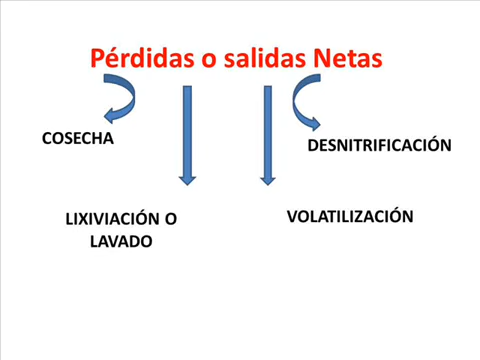 Pérdidas o salidas Netas
COSECHA
DESNITRIFICACIÓN
LIXIVIACIÓN O
LAVADO
VOLATILIZACIÓN